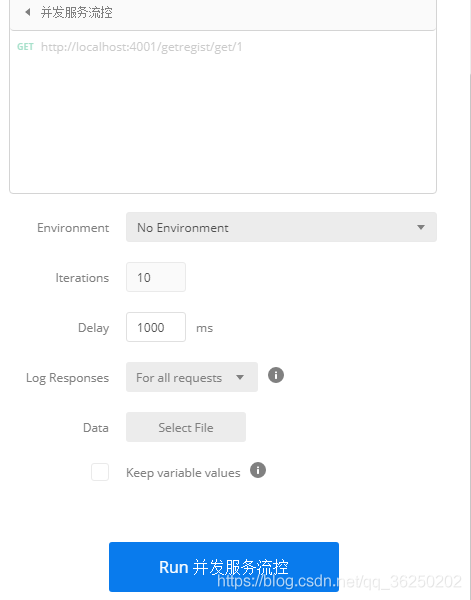 并发服务流控
GET http://localhost:4001/getregist/get/1
Environment No Environment
Iterations 10
Delay 1000 ms
Log Responses For all requests
Data Select File
Keep variable values
Run 并发服务流控
https://blog.csdn.net/qq_36250202